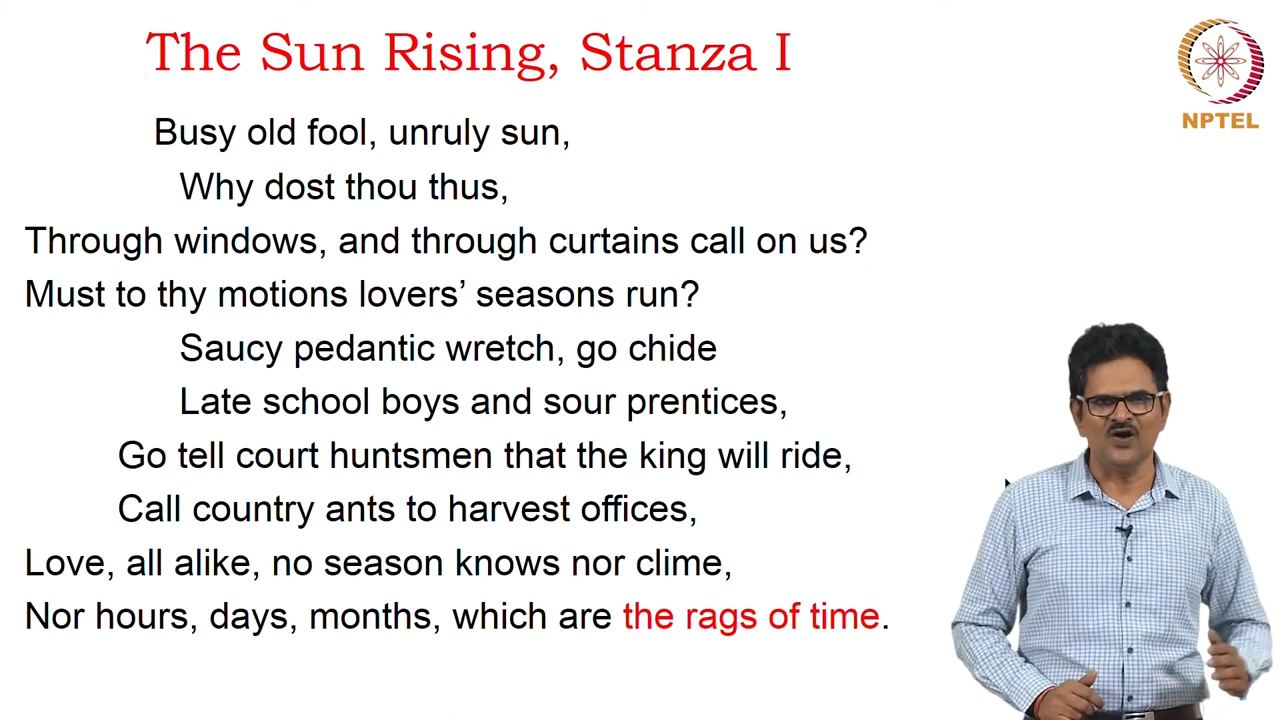 The Sun Rising, Stanza I
NPTEL
Busy old fool, unruly sun,
Why dost thou thus,
Through windows, and through curtains call on us?
Must to thy motions lovers’ seasons run?
Saucy pedantic wretch, go chide
Late school boys and sour prentices,
Go tell court huntsmen that the king will ride,
Call country ants to harvest offices,
Love, all alike, no season knows nor clime,
Nor hours, days, months, which are the rags of time.